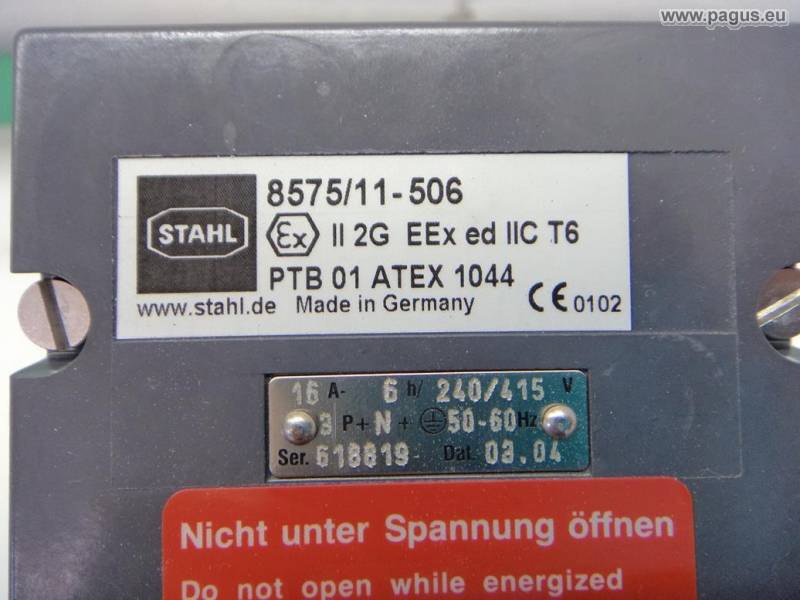 www.pagus.eu
STAHL
8575/11-506
Ex II 2G EEx ed IIC T6
PTB 01 ATEX 1044
www.stahl.de Made in Germany CE 0102
16 A- 6 h/ 240/415 V
3 P+N+ 50-60Hz
Ser. 618819 Dat. 03.04
Nicht unter Spannung öffnen
Do not open while energized